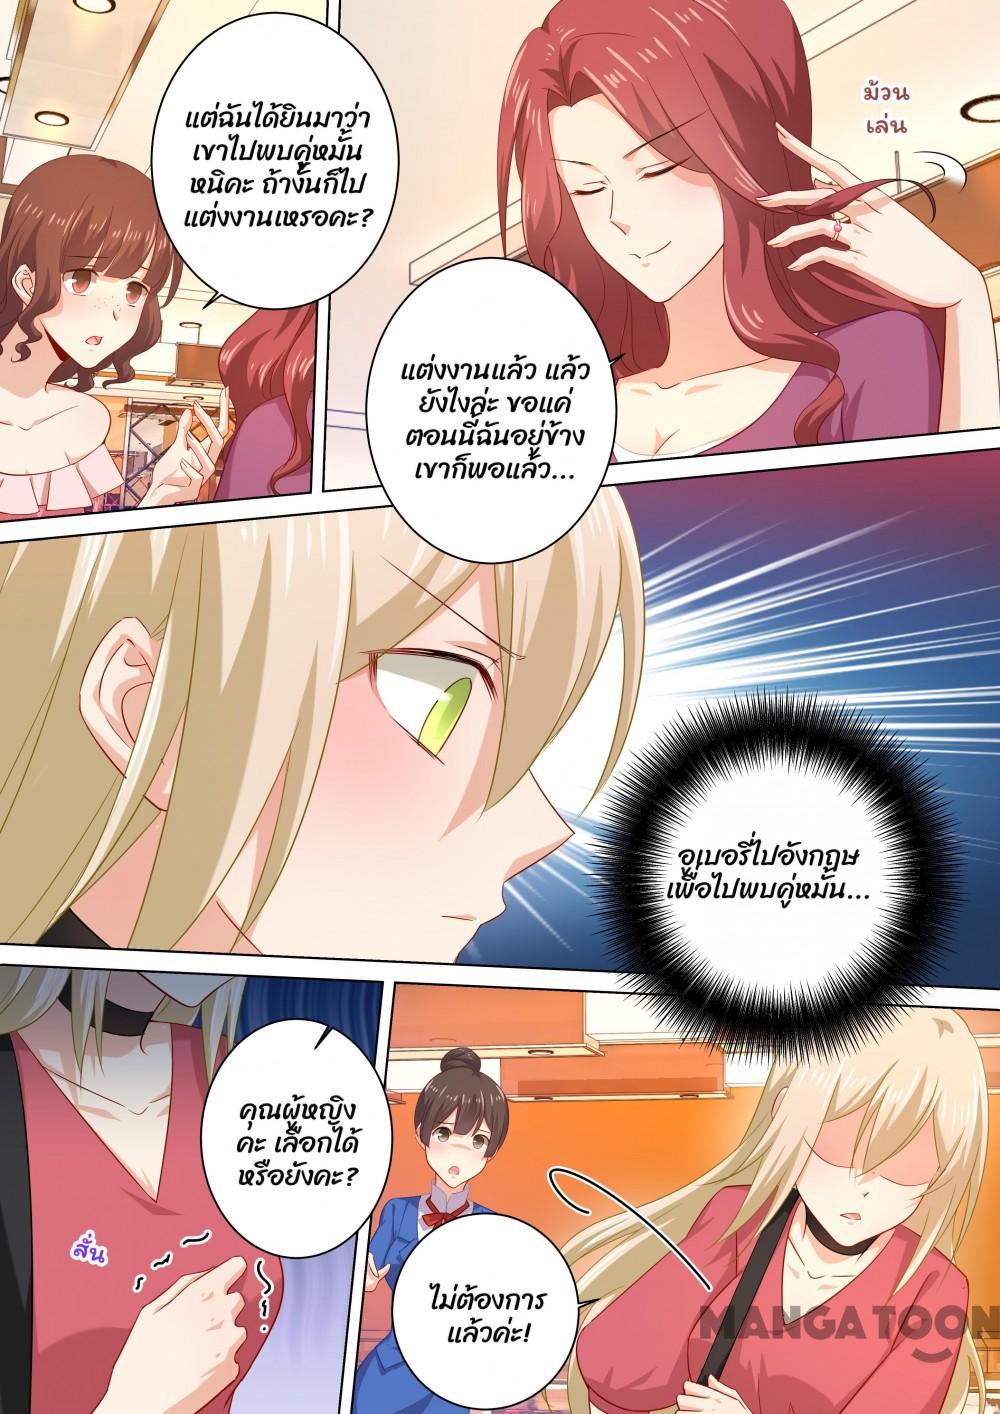 แต่ฉันได้ยินมาว่า
เขาไปพบคู่หมั้น
หนิคะ ถ้างั้นก็ไป
แต่งงานเหรอคะ?
ม้วน
เล่น
แต่งงานแล้ว แล้ว
ยังไงล่ะ ขอแค่
ตอนนี้ฉันอยู่ข้าง
เขาก็พอแล้ว...
อูเบอรี่ไปอังกฤษ
เพื่อไปพบคู่หมั้น...
คุณผู้หญิง
คะ เลือกได้
หรือยังคะ?
สั่น
ไม่ต้องการ
แล้วค่ะ!
MANGATOON